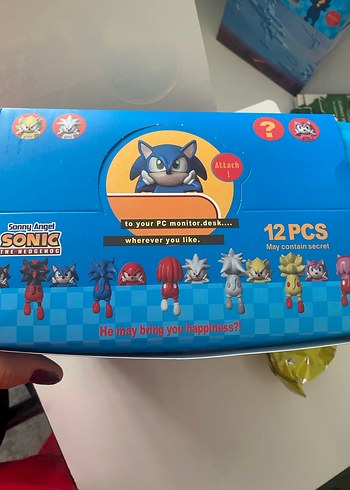 ?
Attach
!
to your PC monitor.desk....
wherever you like.
Sonny Angel
SONIC
THE HEDGEHOG
12 PCS
May contain secret
He may bring you happiness?!